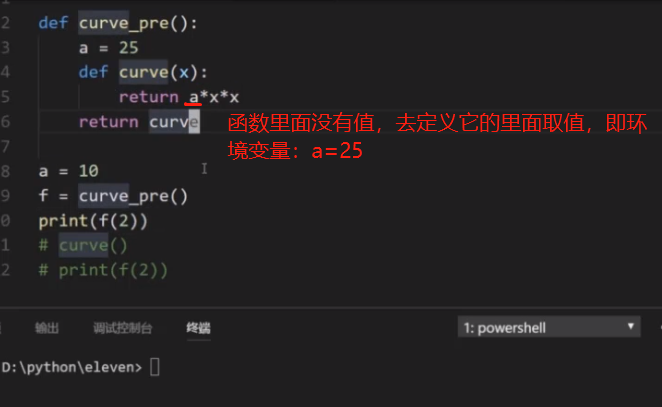 2 def curve_pre():
3 a = 25
4 def curve(x):
5 return a*x*x
6 return curve
函数里面没有值，去定义它的里面取值，即环
境变量：a=25
7
8 a = 10
9 f = curve_pre()
0 print(f(2))
1 # curve()
2 # print(f(2))
输出 调试控制台 终端 1: powershell
D:\python\eleven>